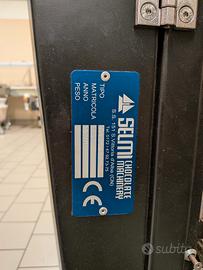 SELMI CHOCOLATE
MACHINERY
TIPO
MATRICOLA
ANNO
PESO
CE
subito